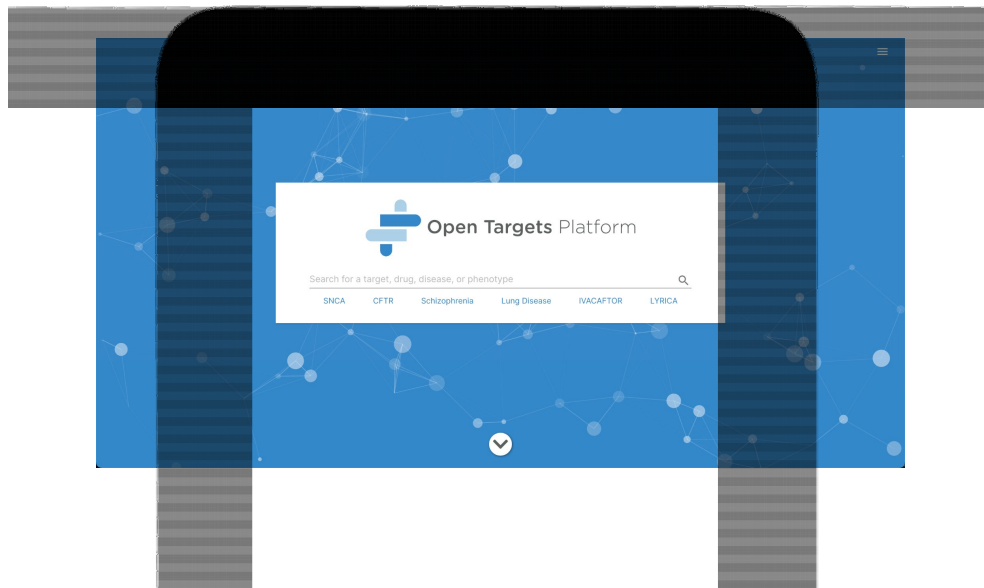 Open Targets Platform
Search for a target, drug, disease, or phenotype
SNCA CFTR Schizophrenia Lung Disease IVACAFTOR LYRICA